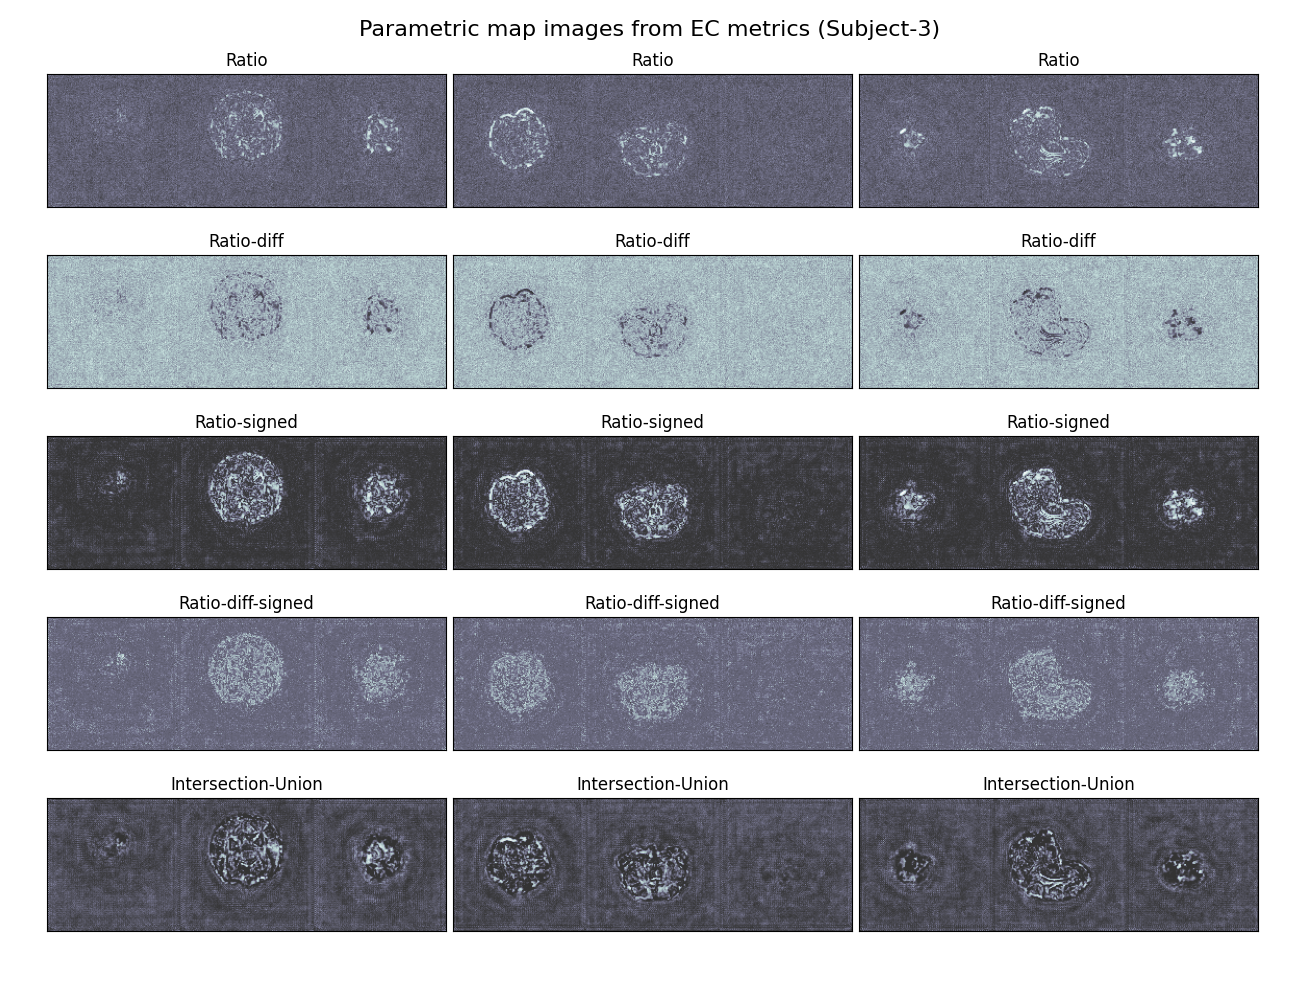 Parametric map images from EC metrics (Subject-3)
Ratio
Ratio
Ratio
Ratio-diff
Ratio-diff
Ratio-diff
Ratio-signed
Ratio-signed
Ratio-signed
Ratio-diff-signed
Ratio-diff-signed
Ratio-diff-signed
Intersection-Union
Intersection-Union
Intersection-Union